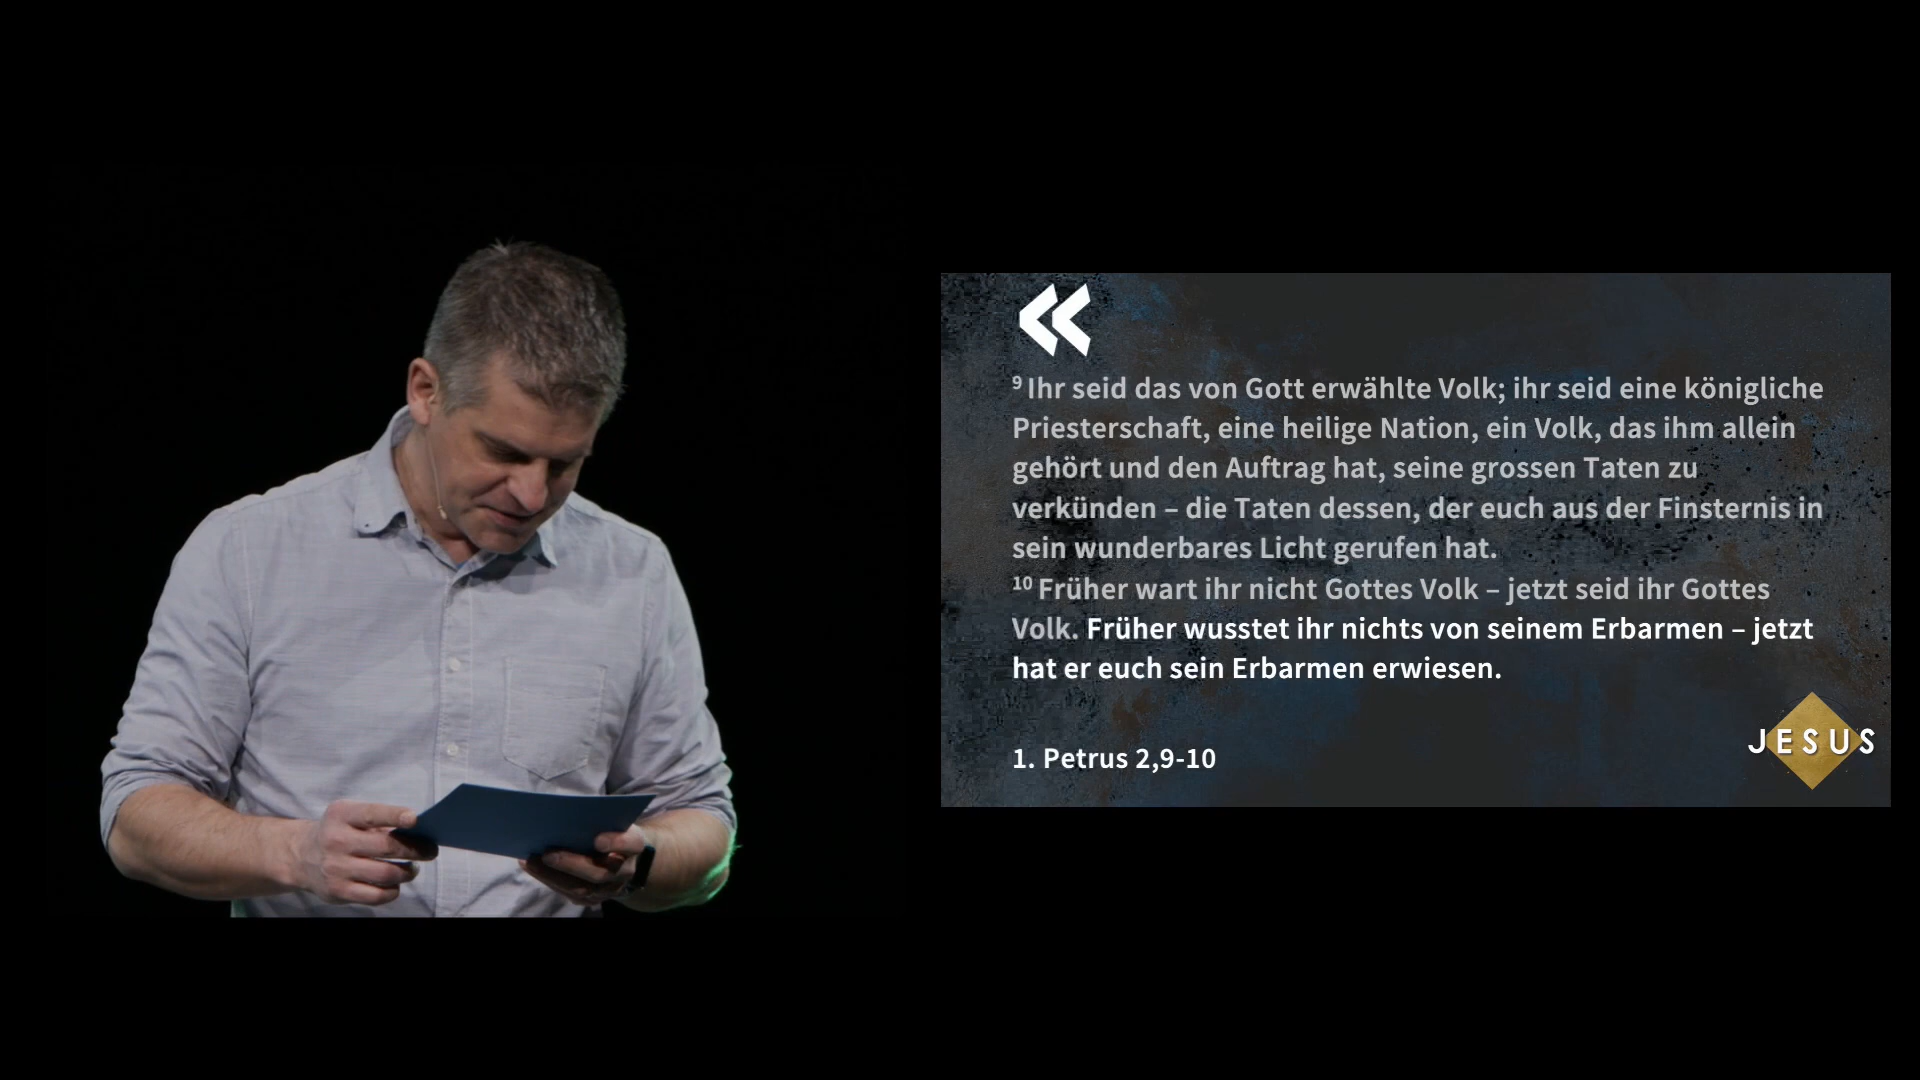 «
⁹ Ihr seid das von Gott erwählte Volk; ihr seid eine königliche
Priesterschaft, eine heilige Nation, ein Volk, das ihm allein
gehört und den Auftrag hat, seine grossen Taten zu
verkünden – die Taten dessen, der euch aus der Finsternis in
sein wunderbares Licht gerufen hat.
¹⁰ Früher wart ihr nicht Gottes Volk – jetzt seid ihr Gottes
Volk. Früher wusstet ihr nichts von seinem Erbarmen – jetzt
hat er euch sein Erbarmen erwiesen.
1. Petrus 2,9-10
JESUS